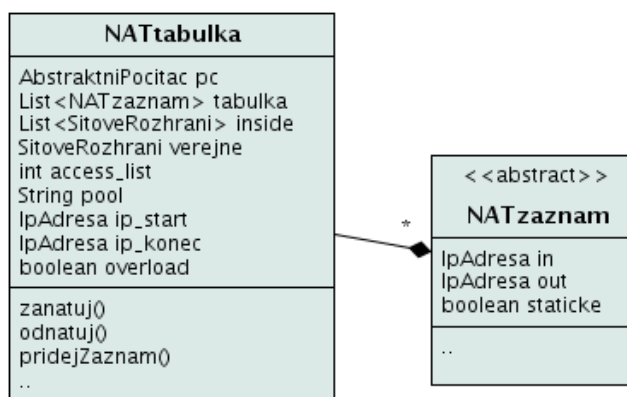 NATtabulka
AbstraktniPocitac pc
List<NATzaznam> tabulka
List<SitoveRozhrani> inside
SitoveRozhrani verejne
int access_list
String pool
IpAdresa ip_start
IpAdresa ip_konec
boolean overload
zanatuj()
odnatuj()
pridejZaznam()
..
*
<<abstract>>
NATzaznam
IpAdresa in
IpAdresa out
boolean staticke
..